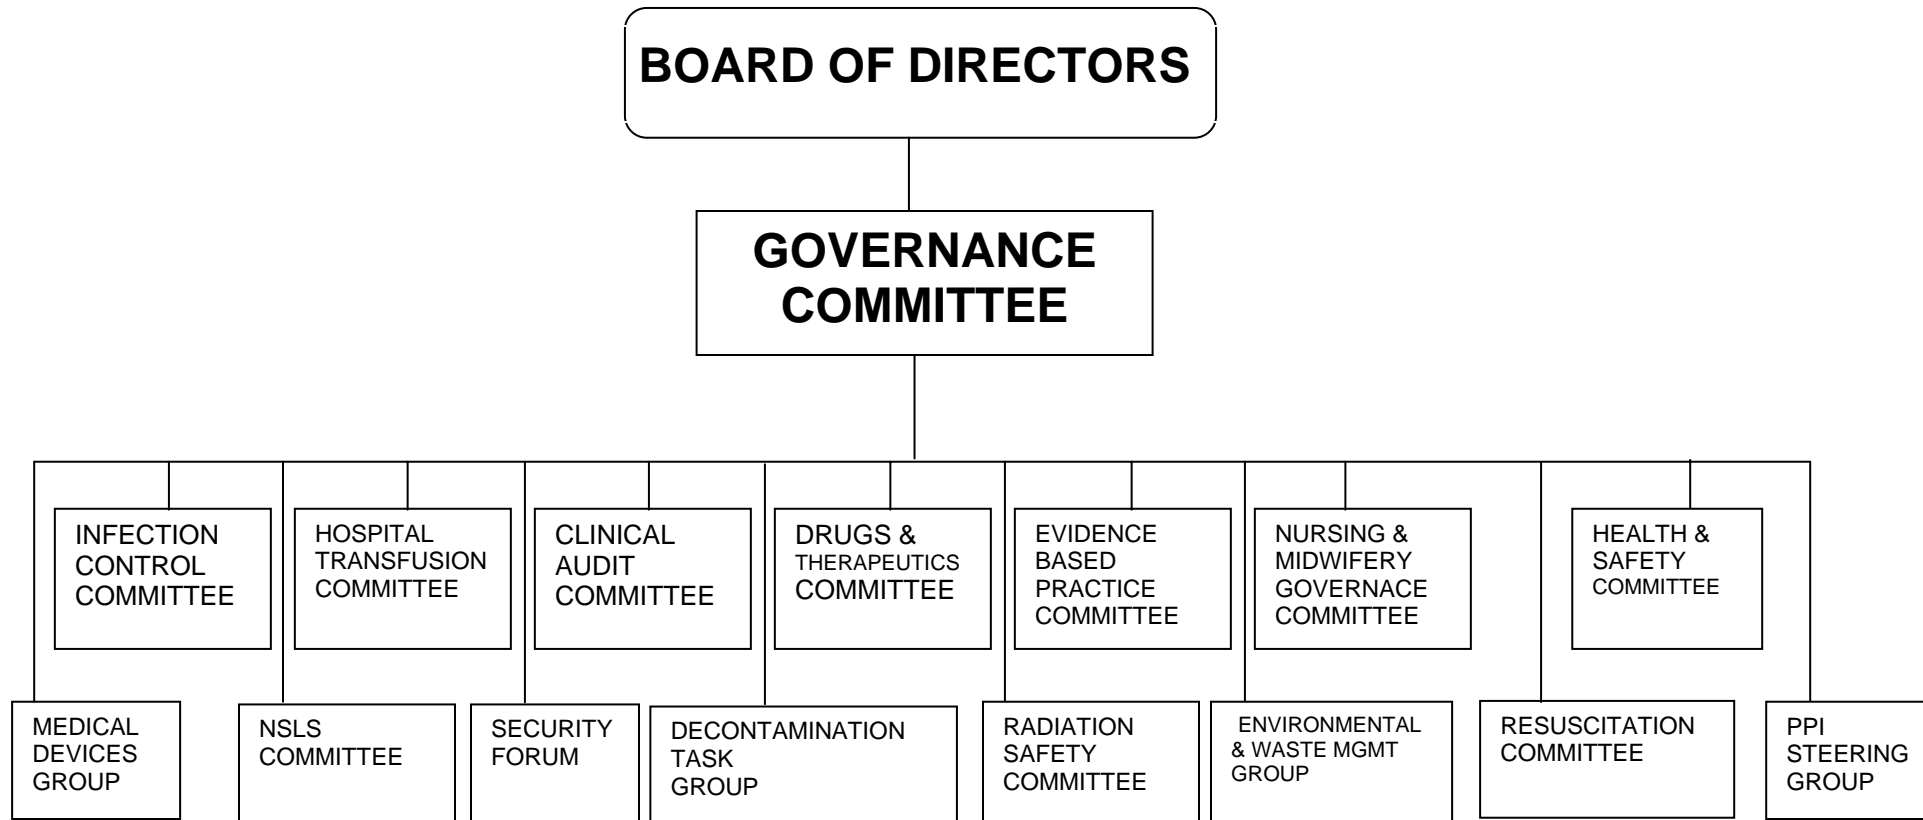 BOARD OF DIRECTORS
GOVERNANCE
COMMITTEE
INFECTION
CONTROL
COMMITTEE
HOSPITAL
TRANSFUSION
COMMITTEE
CLINICAL
AUDIT
COMMITTEE
DRUGS &
THERAPEUTICS
COMMITTEE
EVIDENCE
BASED
PRACTICE
COMMITTEE
NURSING &
MIDWIFERY
GOVERNACE
COMMITTEE
HEALTH &
SAFETY
COMMITTEE
MEDICAL
DEVICES
GROUP
NSLS
COMMITTEE
SECURITY
FORUM
DECONTAMINATION
TASK
GROUP
RADIATION
SAFETY
COMMITTEE
ENVIRONMENTAL
& WASTE MGMT
GROUP
RESUSCITATION
COMMITTEE
PPI
STEERING
GROUP